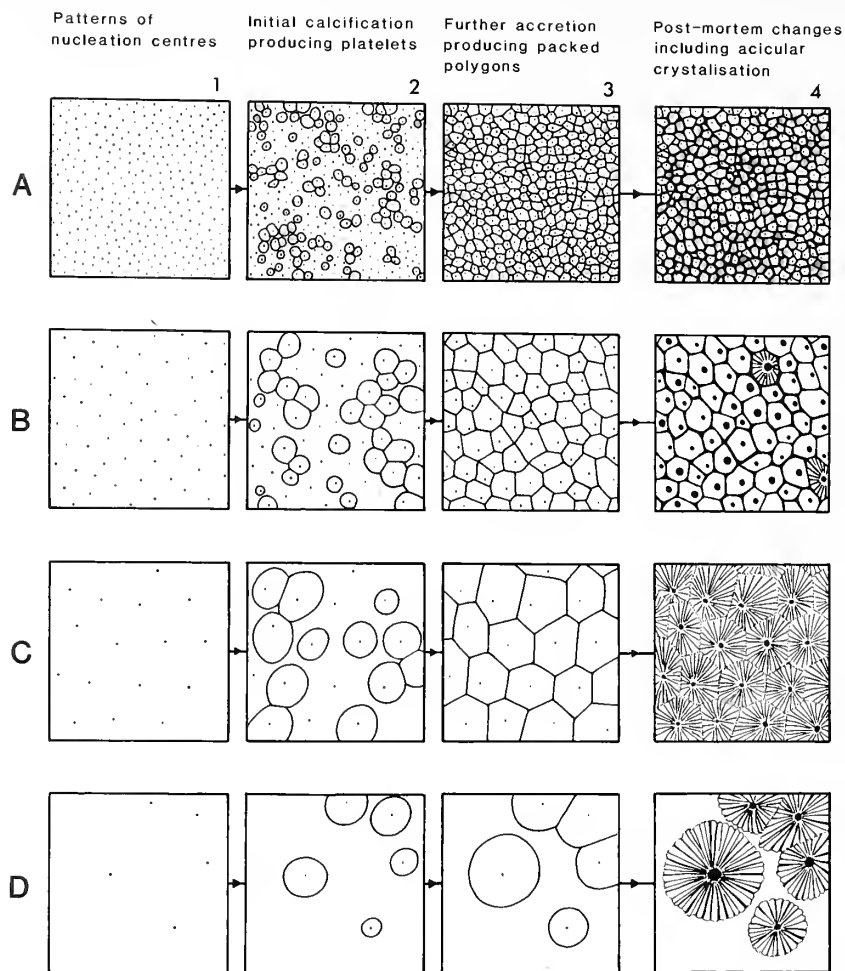 Patterns of
nucleation centres
1
Initial calcification
producing platelets
2
Further accretion
producing packed
polygons
3
Post-mortem changes
including acicular
crystalisation
4
A
B
C
D